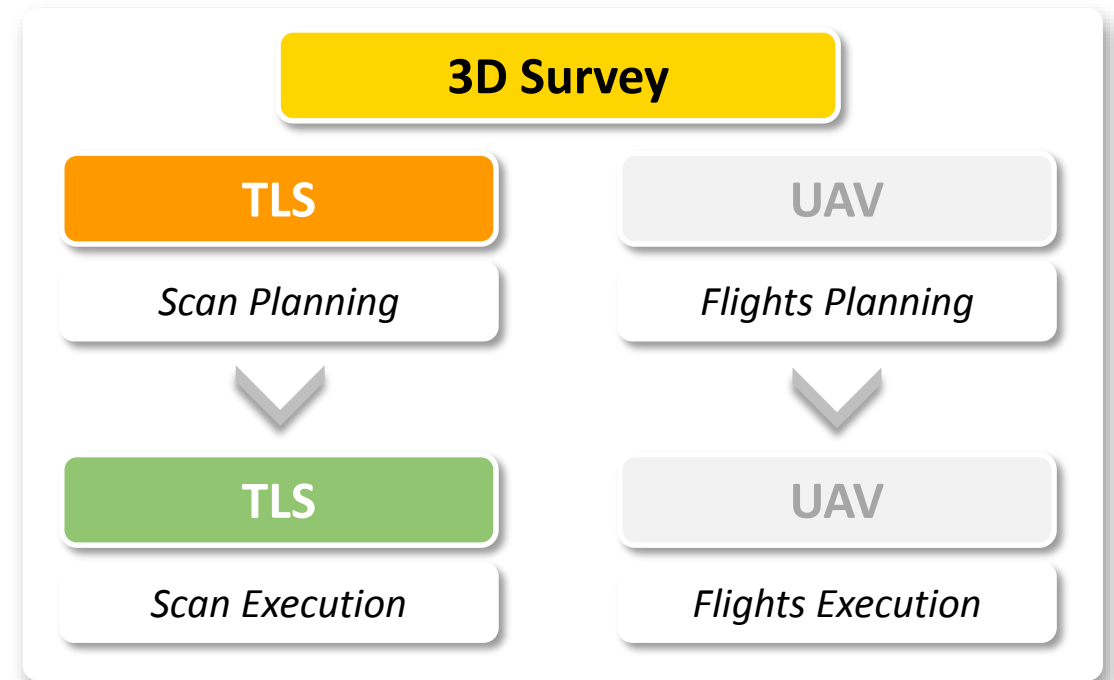 3D Survey
TLS
UAV
Scan Planning
Flights Planning
TLS
UAV
Scan Execution
Flights Execution